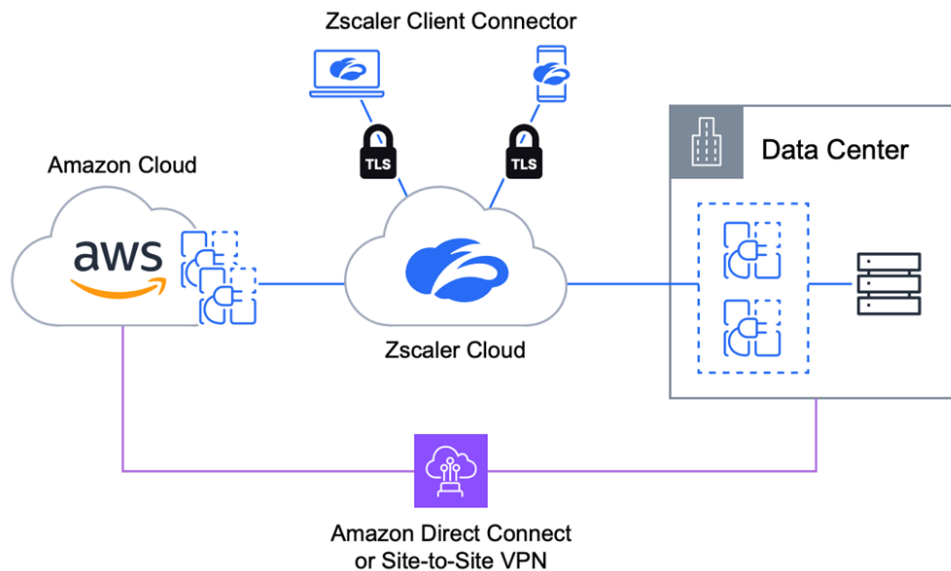 Zscaler Client Connector
TLS
TLS
Amazon Cloud
aws
Data Center
Zscaler Cloud
Amazon Direct Connect
or Site-to-Site VPN